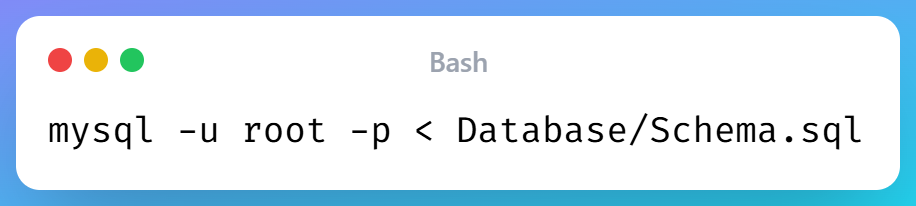 Bash
mysql -u root -p < Database/Schema.sql